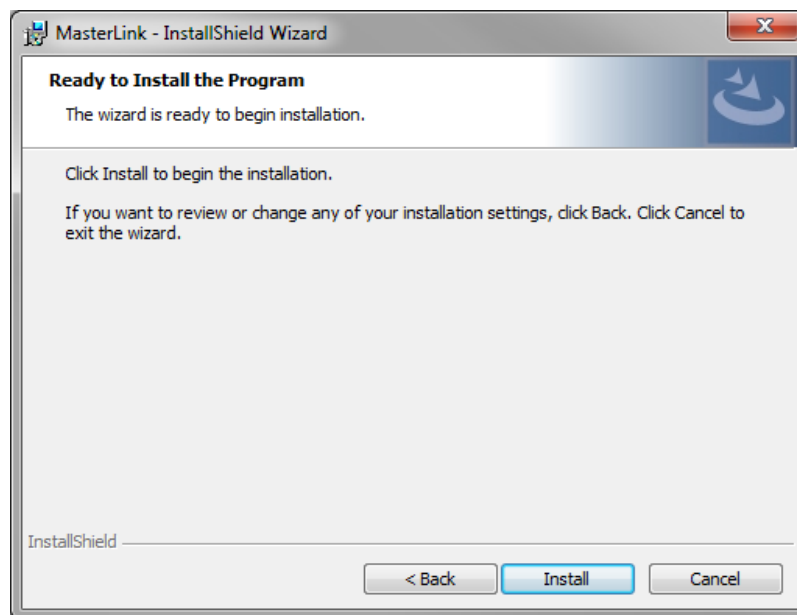 MasterLink - InstallShield Wizard
Ready to Install the Program
The wizard is ready to begin installation.
Click Install to begin the installation.
If you want to review or change any of your installation settings, click Back. Click Cancel to
exit the wizard.
InstallShield
< Back
Install
Cancel